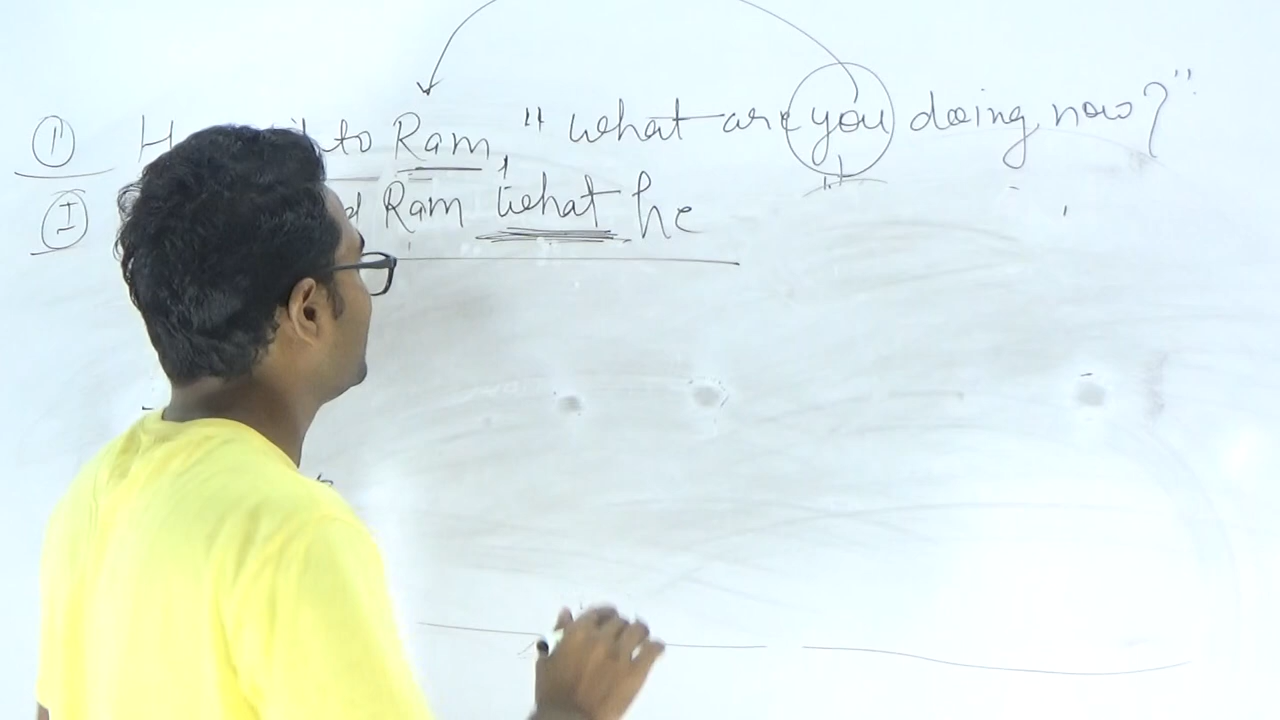 ① to Ram, " what are you doing now?"
Ⓘ Ram what he